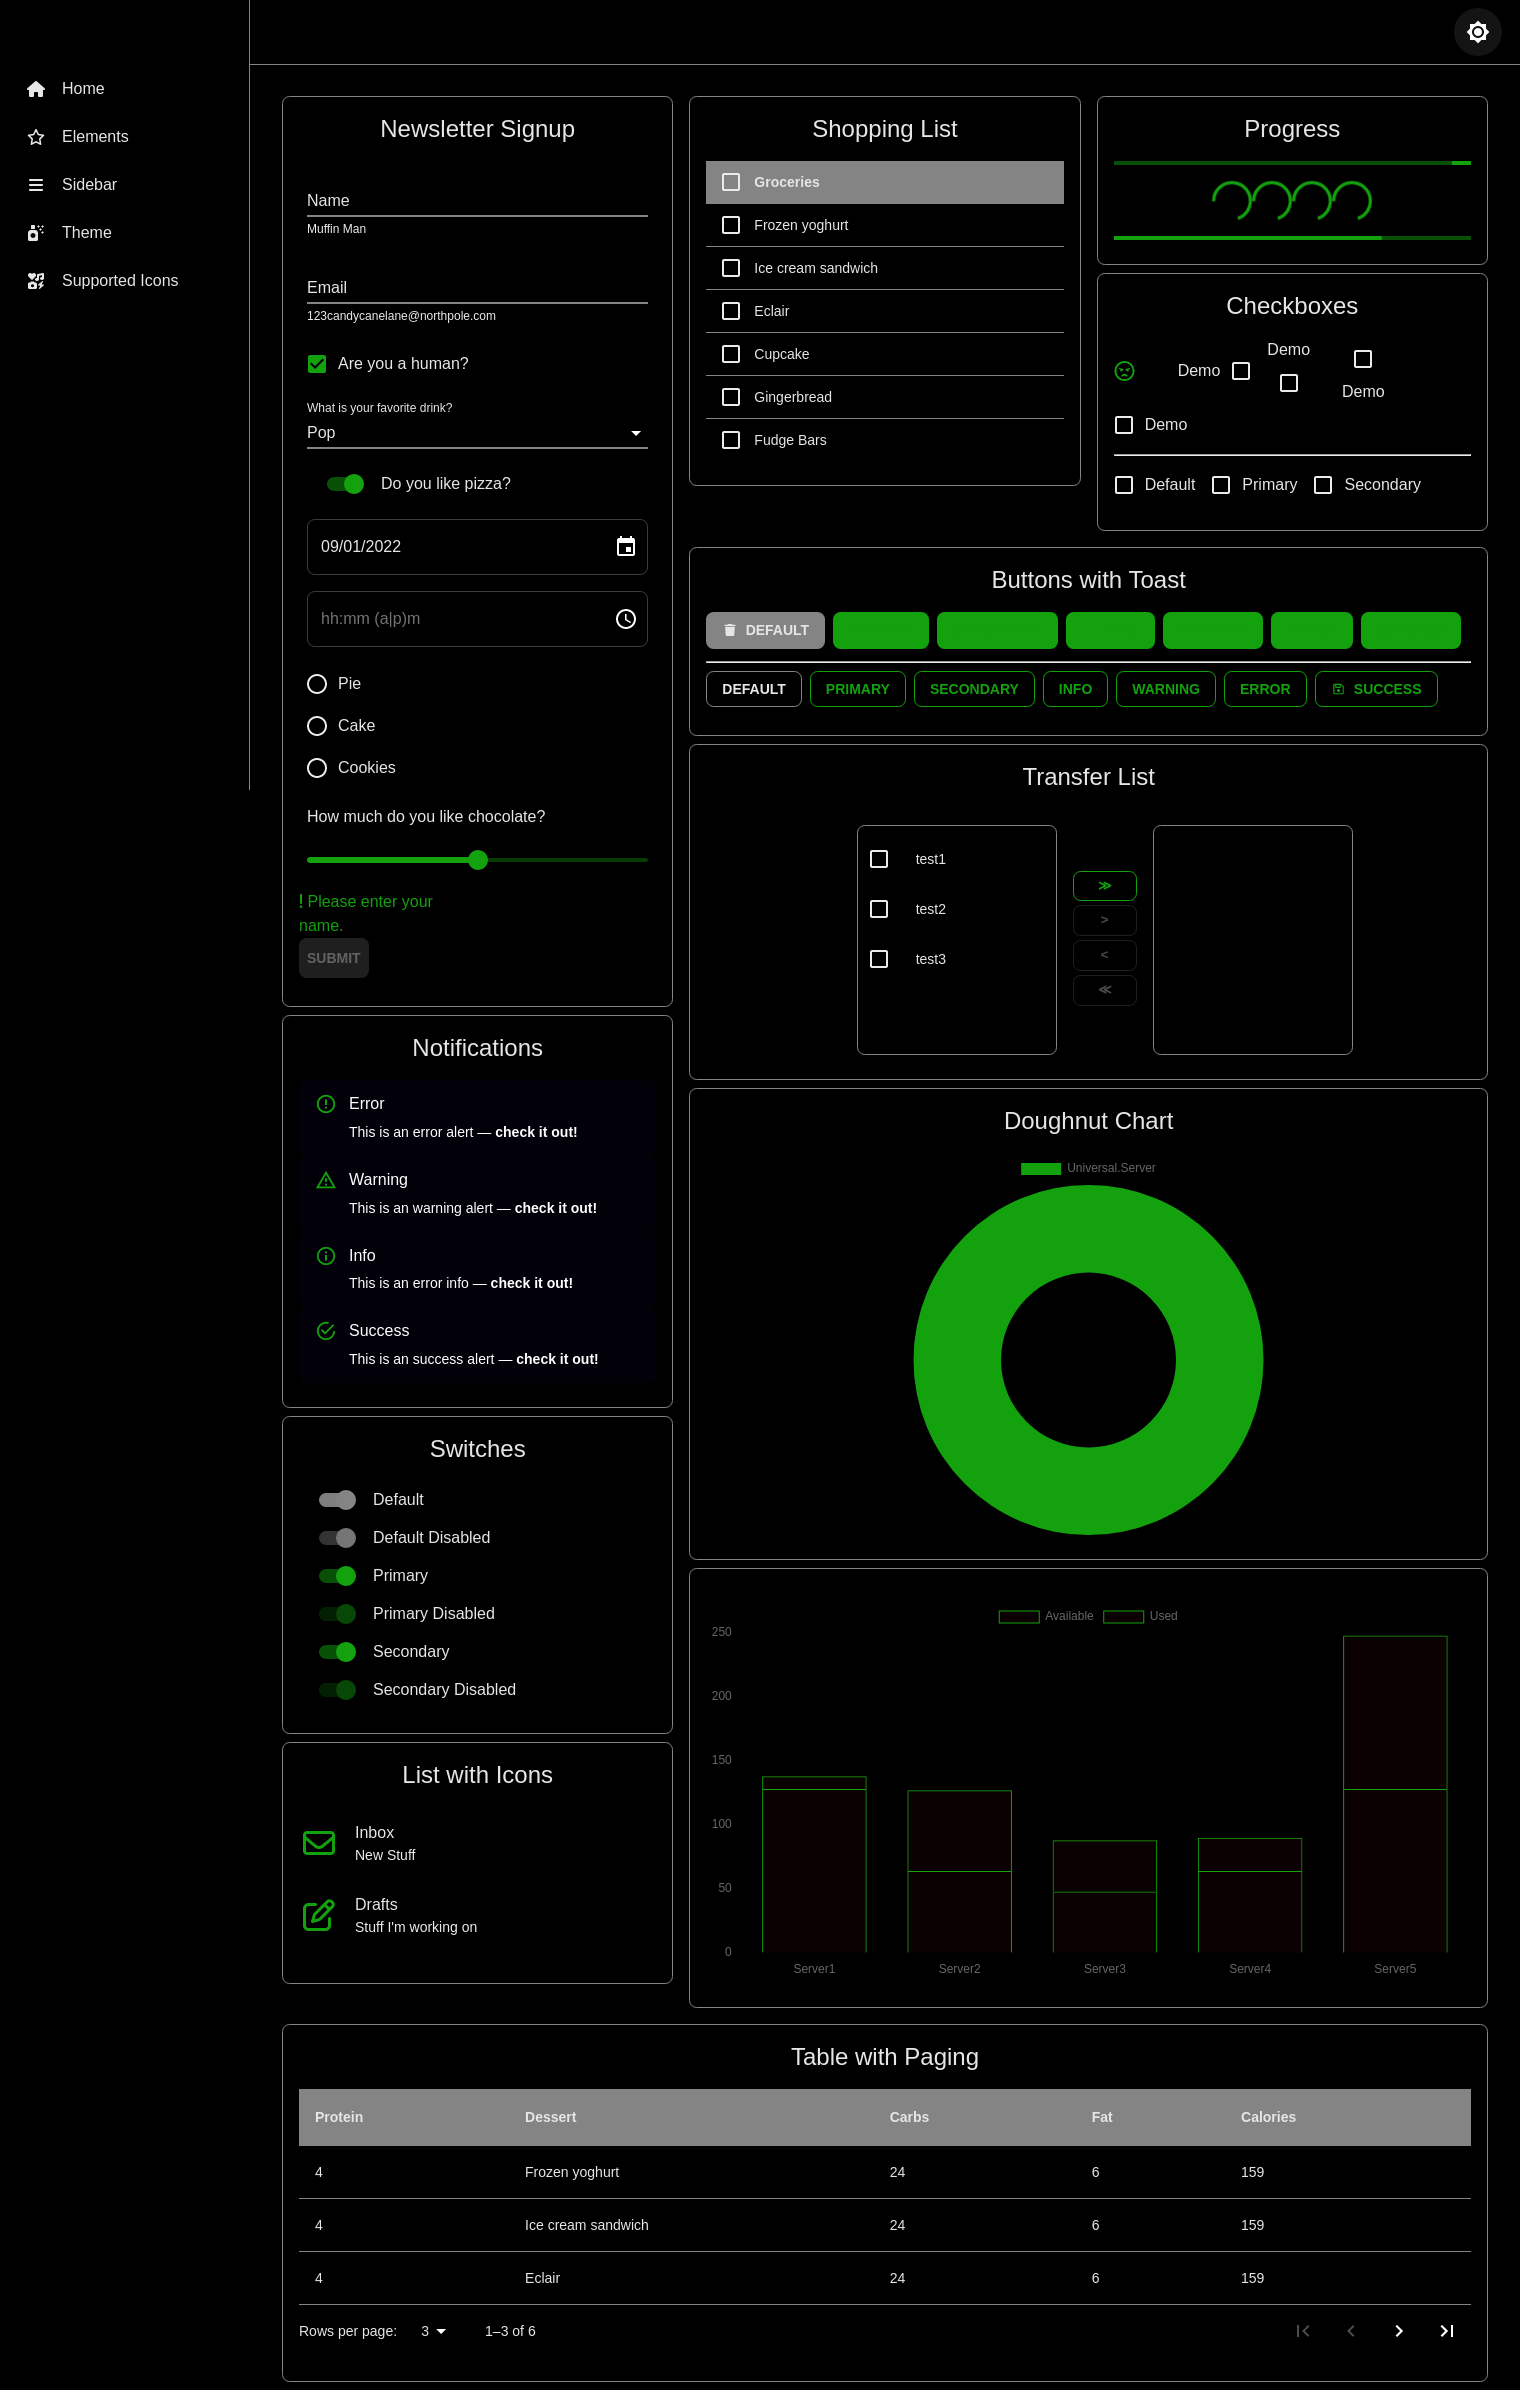 Home
Elements
Sidebar
Theme
Supported Icons
Newsletter Signup
Name
Muffin Man
Email
123candycanelane@northpole.com
Are you a human?
What is your favorite drink?
Pop
Do you like pizza?
09/01/2022
hh:mm (a|p)m
Pie
Cake
Cookies
How much do you like chocolate?
! Please enter your
name.
SUBMIT
Notifications
Error
This is an error alert — check it out!
Warning
This is an warning alert — check it out!
Info
This is an error info — check it out!
Success
This is an success alert — check it out!
Switches
Default
Default Disabled
Primary
Primary Disabled
Secondary
Secondary Disabled
List with Icons
Inbox
New Stuff
Drafts
Stuff I'm working on
Shopping List
Groceries
Frozen yoghurt
Ice cream sandwich
Eclair
Cupcake
Gingerbread
Fudge Bars
Progress
Checkboxes
Demo
Demo
Demo
Demo
Default Primary Secondary
Buttons with Toast
DEFAULT
DEFAULT PRIMARY SECONDARY INFO WARNING ERROR SUCCESS
Transfer List
test1
test2
test3
≫
>
<
≪
Doughnut Chart
Universal.Server
Available Used
250
200
150
100
50
0
Server1 Server2 Server3 Server4 Server5
Table with Paging
Protein Dessert Carbs Fat Calories
4 Frozen yoghurt 24 6 159
4 Ice cream sandwich 24 6 159
4 Eclair 24 6 159
Rows per page: 3 1–3 of 6